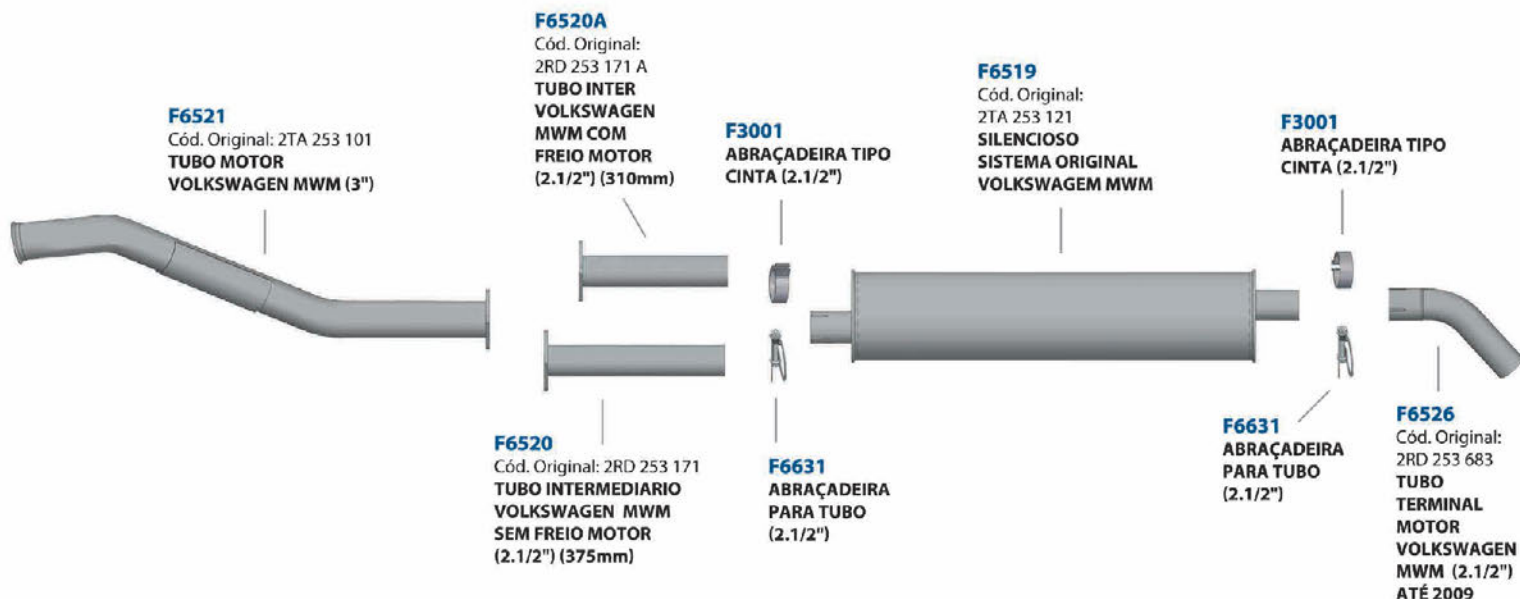 F6521
Cód. Original: 2TA 253 101
TUBO MOTOR
VOLKSWAGEN MWM (3")
F6520A
Cód. Original:
2RD 253 171 A
TUBO INTER
VOLKSWAGEN
MWM COM
FREIO MOTOR
(2.1/2") (310mm)
F3001
ABRAÇADEIRA TIPO
CINTA (2.1/2")
F6519
Cód. Original:
2TA 253 121
SILENCIOSO
SISTEMA ORIGINAL
VOLKSWAGEM MWM
F3001
ABRAÇADEIRA TIPO
CINTA (2.1/2")
F6520
Cód. Original: 2RD 253 171
TUBO INTERMEDIARIO
VOLKSWAGEN MWM
SEM FREIO MOTOR
(2.1/2") (375mm)
F6631
ABRAÇADEIRA
PARA TUBO
(2.1/2")
F6631
ABRAÇADEIRA
PARA TUBO
(2.1/2")
F6526
Cód. Original:
2RD 253 683
TUBO
TERMINAL
MOTOR
VOLKSWAGEN
MWM (2.1/2")
ATÉ 2009